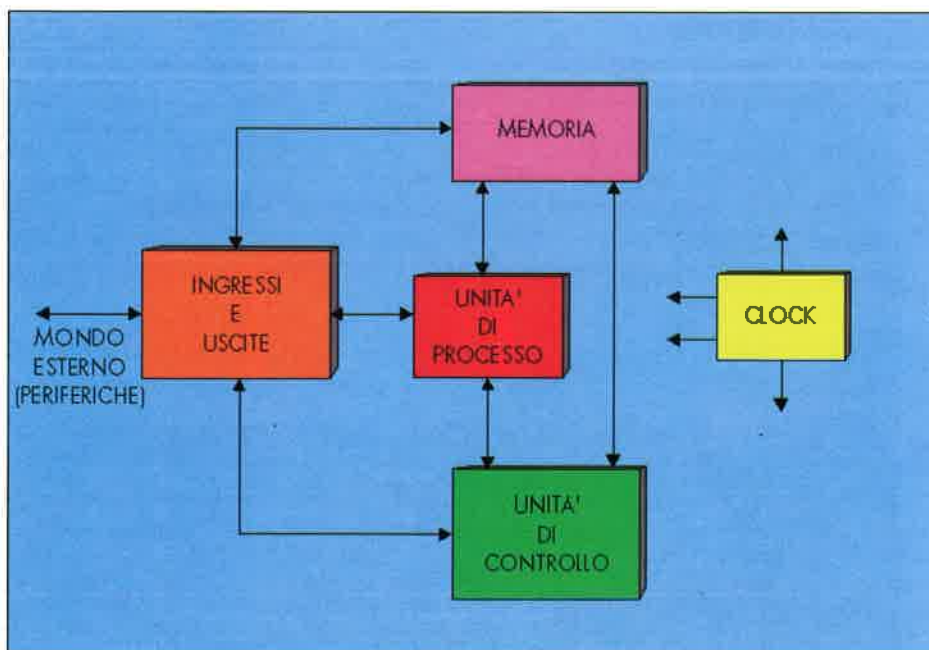 MEMORIA
INGRESSI
E
USCITE
UNITA'
DI
PROCESSO
CLOCK
MONDO
ESTERNO
(PERIFERICHE)
UNITA'
DI
CONTROLLO